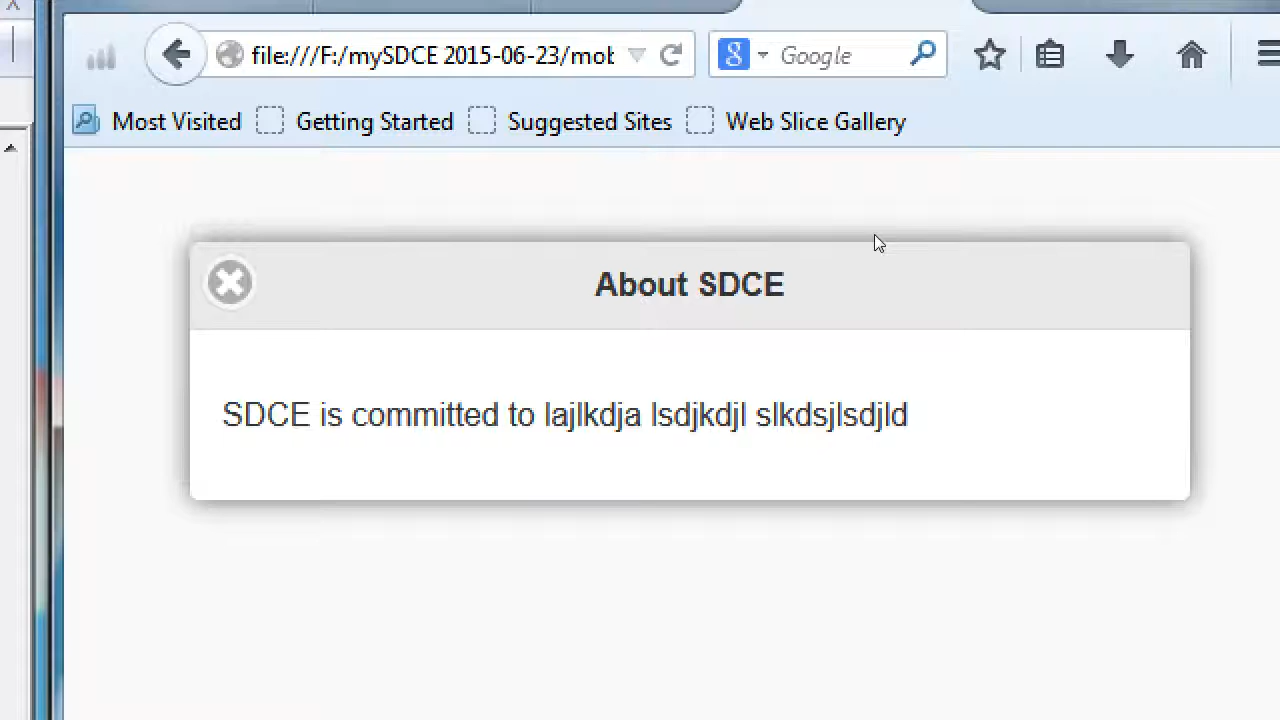 file:///F:/mySDCE 2015-06-23/mob
Google
Most Visited Getting Started Suggested Sites Web Slice Gallery
About SDCE
SDCE is committed to lajlkdja lsdjkdjl slkdsjlsdjld